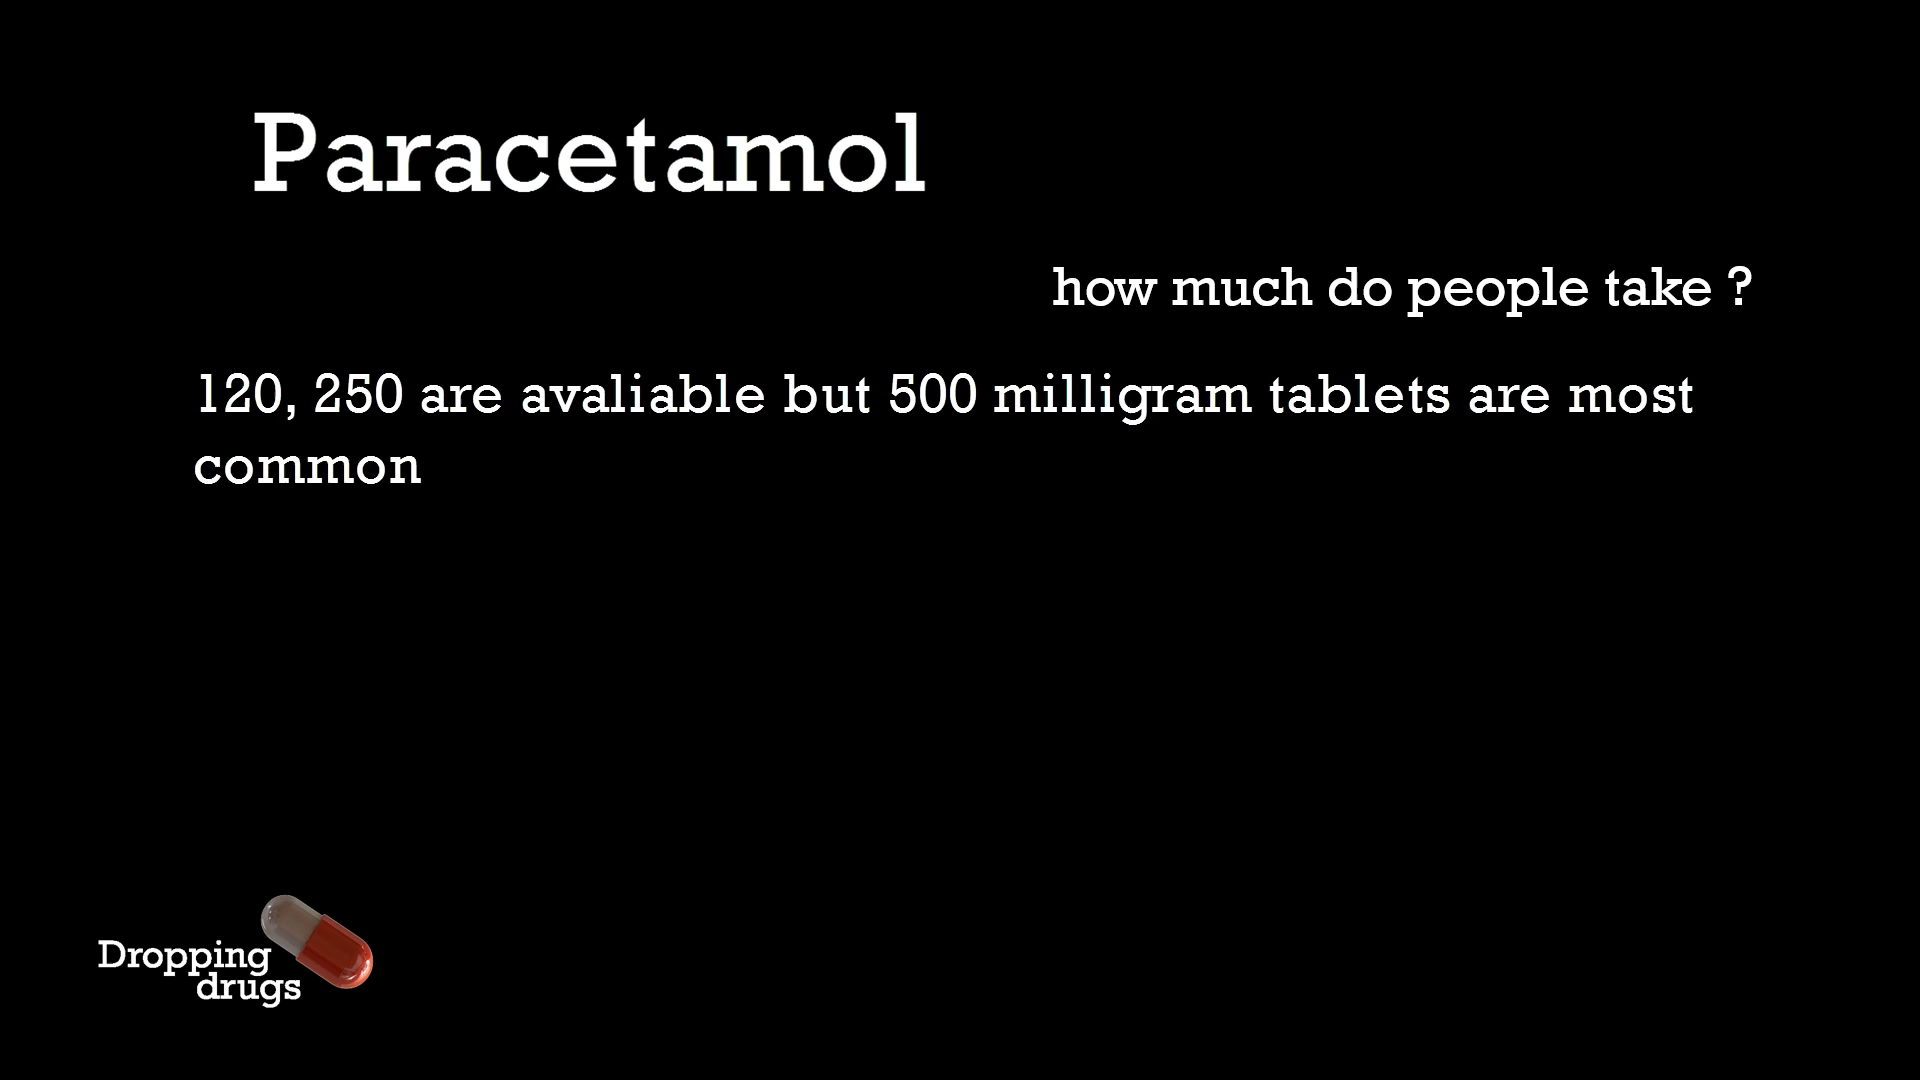 Paracetamol
how much do people take ?
120, 250 are avaliable but 500 milligram tablets are most
common
Dropping
drugs